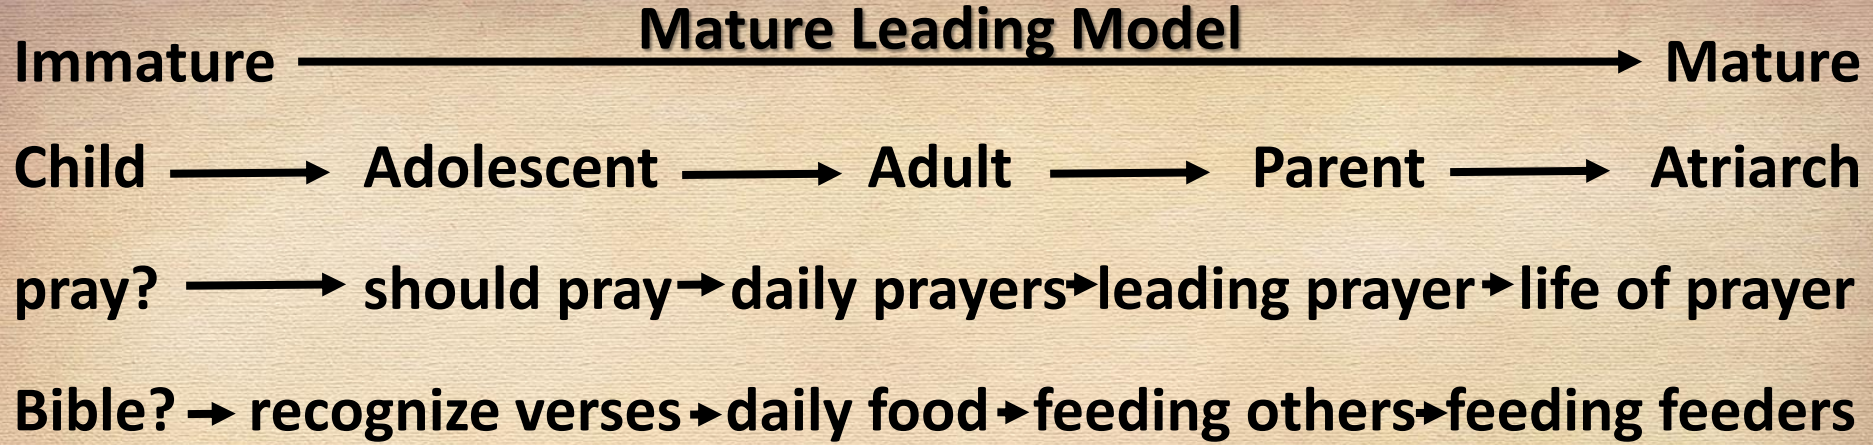 Mature Leading Model
Immature Mature
Child Adolescent Adult Parent Atriarch
pray? should pray daily prayers leading prayer life of prayer
Bible? recognize verses daily food feeding others feeding feeders